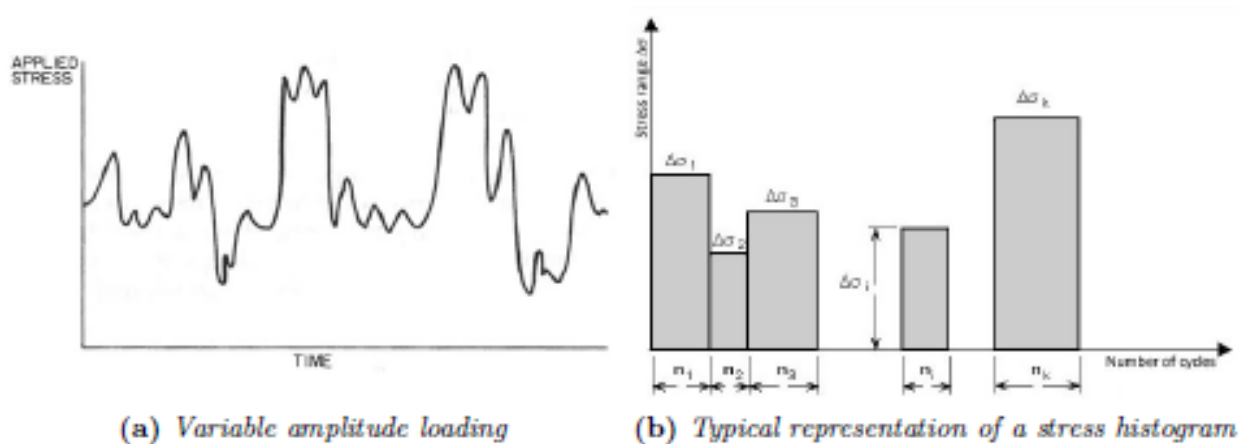 APPLIED
STRESS
TIME
(a) Variable amplitude loading
Stress range Δσ
Δσ1
Δσ2
Δσ3
Δσi
Δσk
n1
n2
n3
ni
nk
Number of cycles
(b) Typical representation of a stress histogram